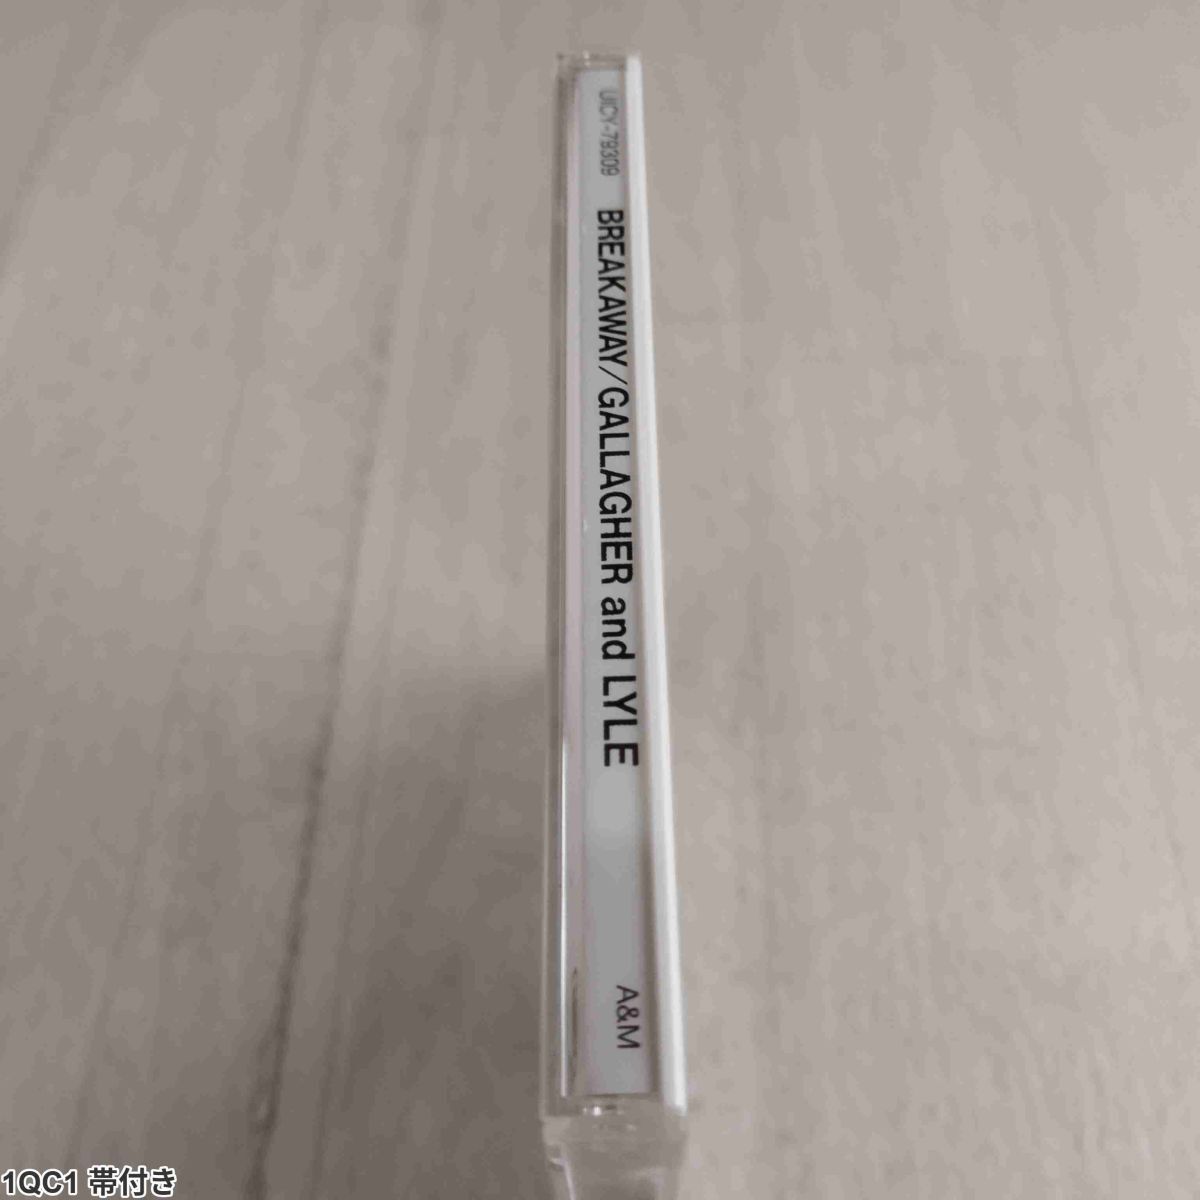 UICY-79309
BREAKAWAY/GALLAGHER and LYLE
A&M
1QC1 帯付き